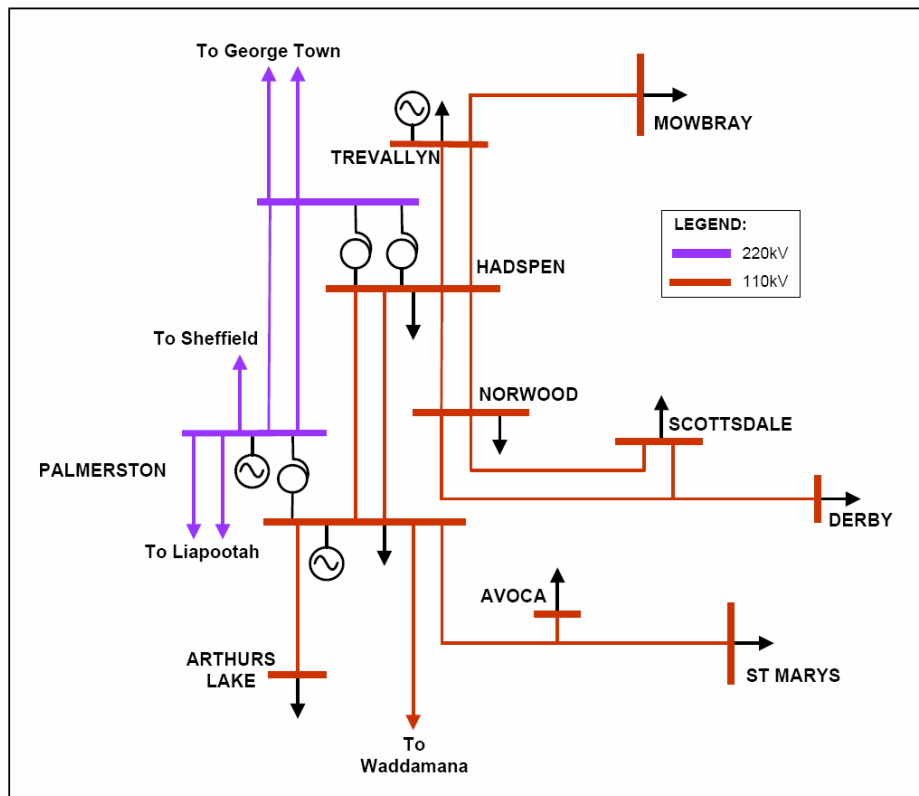 To George Town
TREVALLYN
MOWBRAY
LEGEND:
220kV
110kV
HADSPEN
To Sheffield
NORWOOD
SCOTTSDALE
PALMERSTON
DERBY
To Liapootah
AVOCA
ARTHURS
LAKE
ST MARYS
To
Waddamana